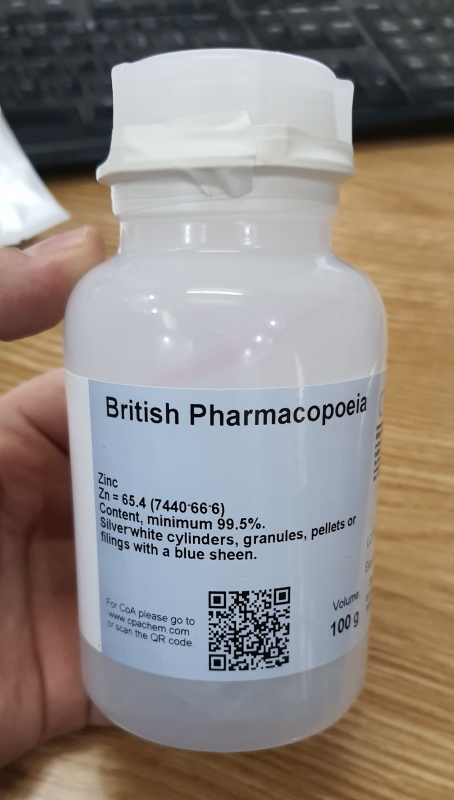 British Pharmacopoeia
Zinc
Zn = 65.4 (7440-66-6)
Content, minimum 99.5%.
Silver-white cylinders, granules, pellets or
filings with a blue sheen.
For CoA please go to
www.cpachem.com
or scan the QR code
Volume
100 g